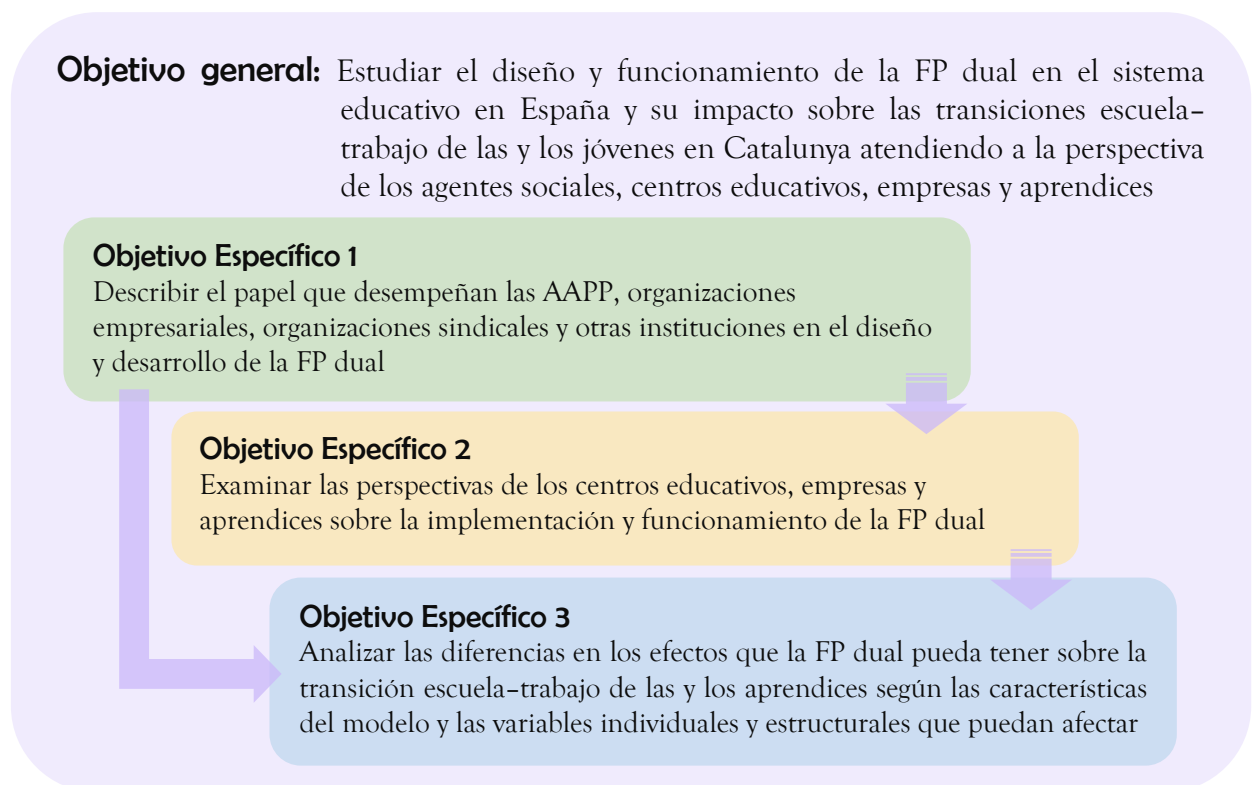 Objetivo general: Estudiar el diseño y funcionamiento de la FP dual en el sistema
educativo en España y su impacto sobre las transiciones escuela-
trabajo de las y los jóvenes en Catalunya atendiendo a la perspectiva
de los agentes sociales, centros educativos, empresas y aprendices
Objetivo Específico 1
Describir el papel que desempeñan las AAPP, organizaciones
empresariales, organizaciones sindicales y otras instituciones en el diseño
y desarrollo de la FP dual
Objetivo Específico 2
Examinar las perspectivas de los centros educativos, empresas y
aprendices sobre la implementación y funcionamiento de la FP dual
Objetivo Específico 3
Analizar las diferencias en los efectos que la FP dual pueda tener sobre la
transición escuela-trabajo de las y los aprendices según las características
del modelo y las variables individuales y estructurales que puedan afectar